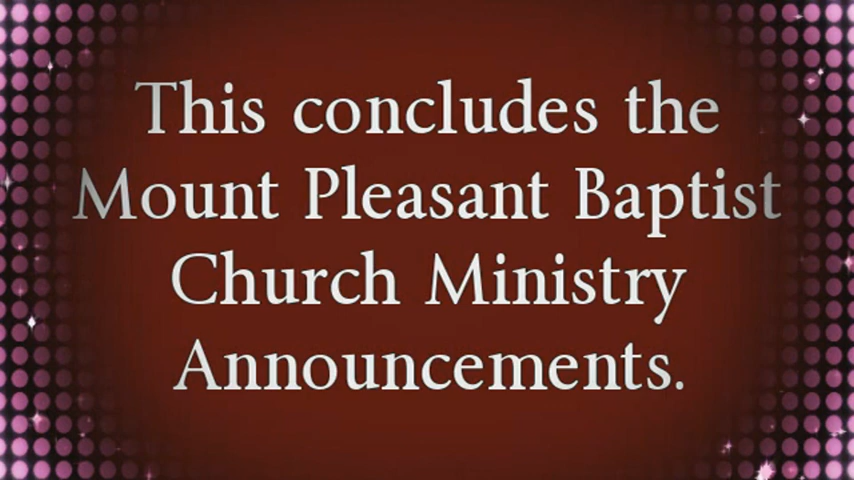 This concludes the
Mount Pleasant Baptist
Church Ministry
Announcements.